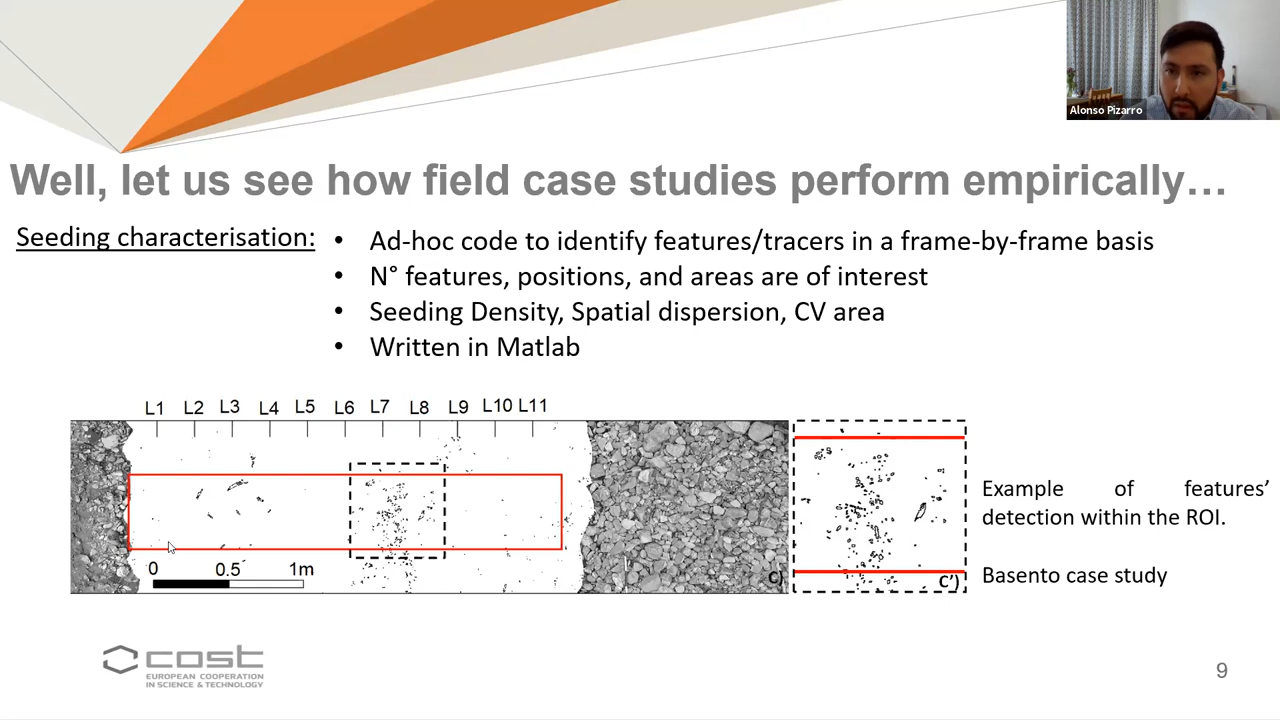 Alonso Pizarro
Well, let us see how field case studies perform empirically…
Seeding characterisation:
• Ad-hoc code to identify features/tracers in a frame-by-frame basis
• N° features, positions, and areas are of interest
• Seeding Density, Spatial dispersion, CV area
• Written in Matlab
L1 L2 L3 L4 L5 L6 L7 L8 L9 L10 L11
0 0.5 1m
C)
C')
Example of features’
detection within the ROI.
Basento case study
cost
EUROPEAN COOPERATION
IN SCIENCE & TECHNOLOGY
9